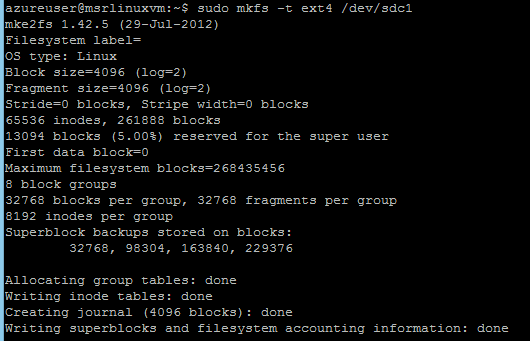 azureuser@msrlinuxvm:~$ sudo mkfs -t ext4 /dev/sdc1
mke2fs 1.42.5 (29-Jul-2012)
Filesystem label=
OS type: Linux
Block size=4096 (log=2)
Fragment size=4096 (log=2)
Stride=0 blocks, Stripe width=0 blocks
65536 inodes, 261888 blocks
13094 blocks (5.00%) reserved for the super user
First data block=0
Maximum filesystem blocks=268435456
8 block groups
32768 blocks per group, 32768 fragments per group
8192 inodes per group
Superblock backups stored on blocks:
        32768, 98304, 163840, 229376

Allocating group tables: done
Writing inode tables: done
Creating journal (4096 blocks): done
Writing superblocks and filesystem accounting information: done